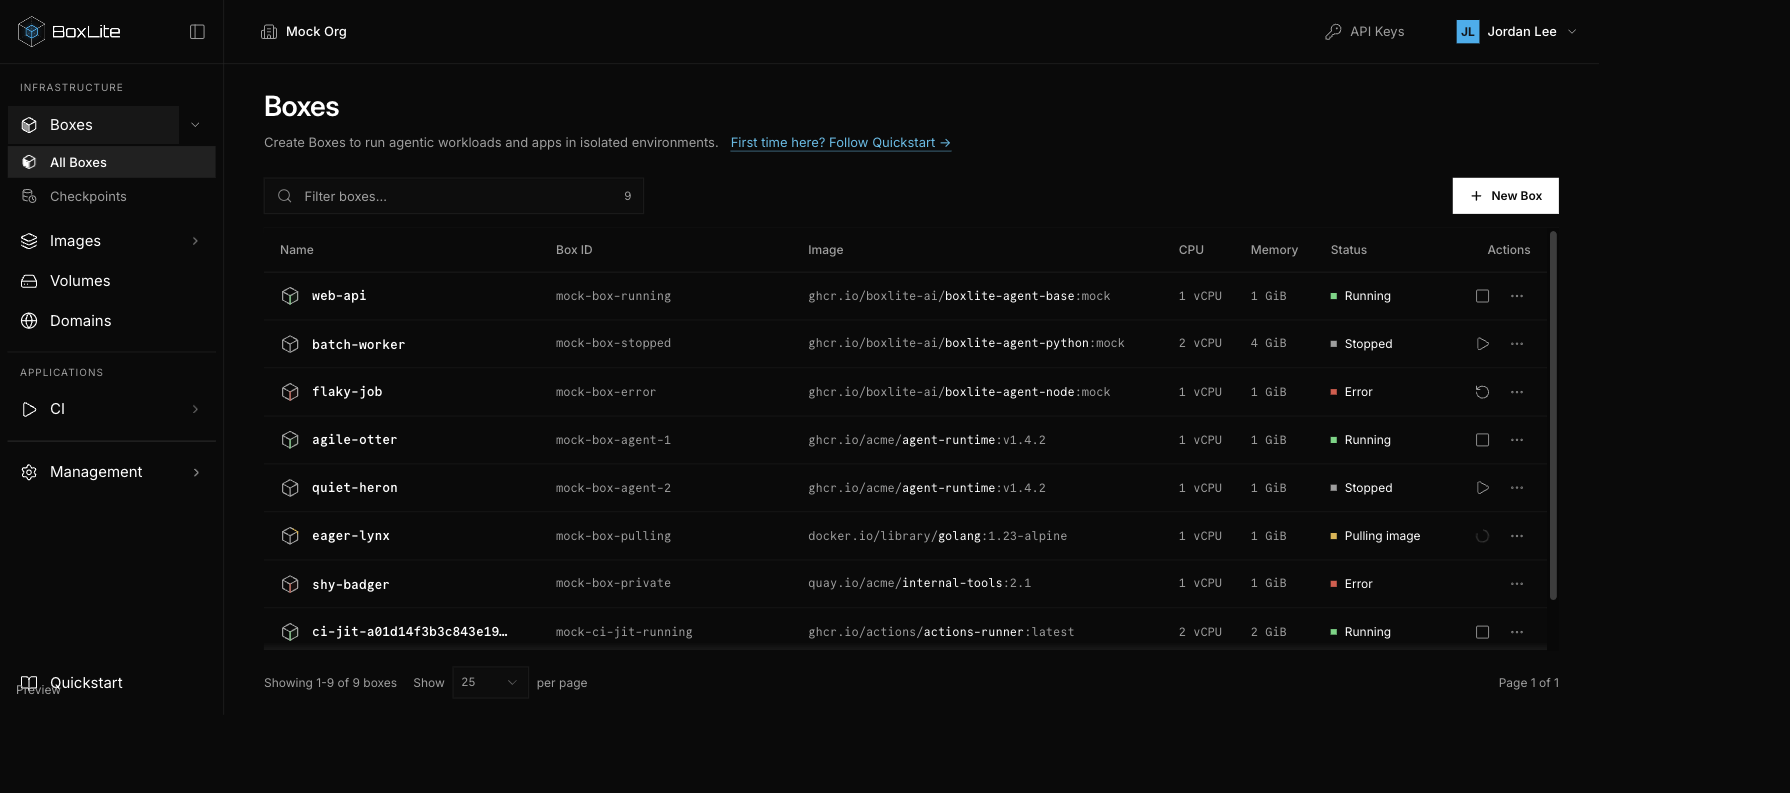 BoxLite
Mock Org
API Keys
JL Jordan Lee
INFRASTRUCTURE
Boxes
All Boxes
Checkpoints
Images
Volumes
Domains
APPLICATIONS
CI
Management
Quickstart
Preview
Boxes
Create Boxes to run agentic workloads and apps in isolated environments. First time here? Follow Quickstart →
Filter boxes... 9
+ New Box
Name Box ID Image CPU Memory Status Actions
web-api mock-box-running ghcr.io/boxlite-ai/boxlite-agent-base:mock 1 vCPU 1 GiB Running
batch-worker mock-box-stopped ghcr.io/boxlite-ai/boxlite-agent-python:mock 2 vCPU 4 GiB Stopped
flaky-job mock-box-error ghcr.io/boxlite-ai/boxlite-agent-node:mock 1 vCPU 1 GiB Error
agile-otter mock-box-agent-1 ghcr.io/acme/agent-runtime:v1.4.2 1 vCPU 1 GiB Running
quiet-heron mock-box-agent-2 ghcr.io/acme/agent-runtime:v1.4.2 1 vCPU 1 GiB Stopped
eager-lynx mock-box-pulling docker.io/library/golang:1.23-alpine 1 vCPU 1 GiB Pulling image
shy-badger mock-box-private quay.io/acme/internal-tools:2.1 1 vCPU 1 GiB Error
ci-jit-a01d14f3b3c843e19… mock-ci-jit-running ghcr.io/actions/actions-runner:latest 2 vCPU 2 GiB Running
Showing 1-9 of 9 boxes Show 25 per page
Page 1 of 1